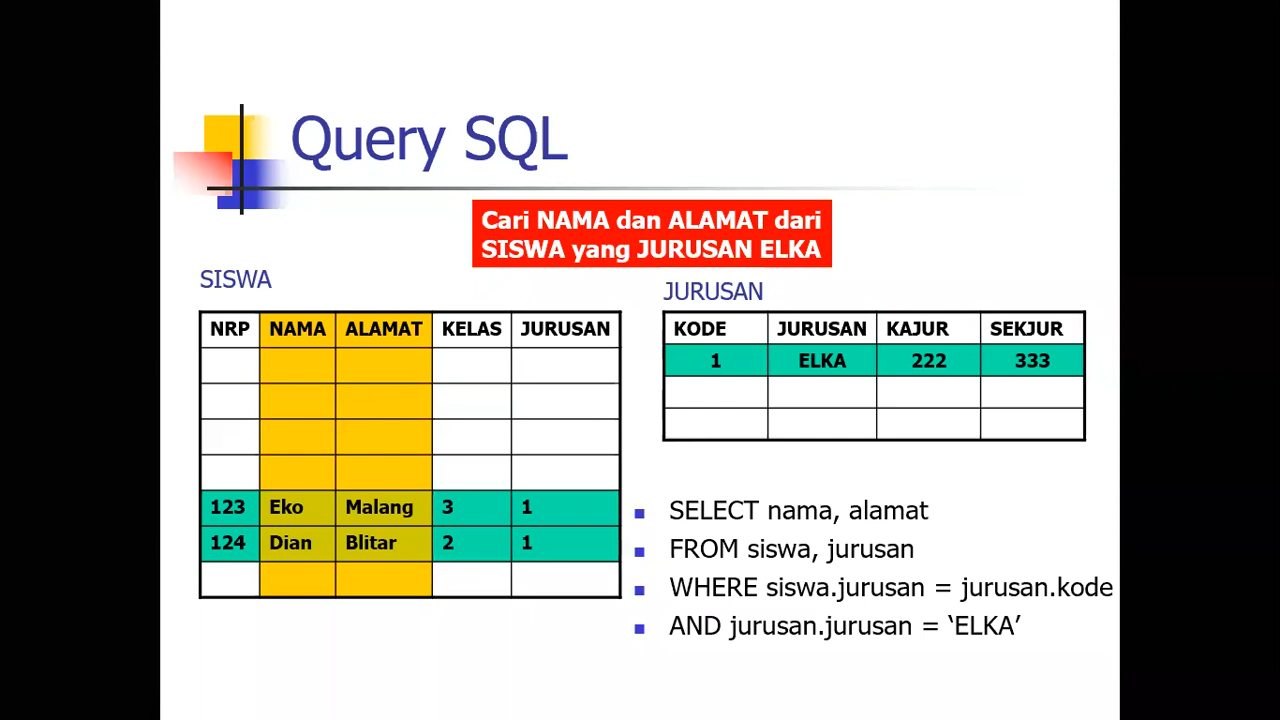 Query SQL
Cari NAMA dan ALAMAT dari
SISWA yang JURUSAN ELKA
SISWA
NRP NAMA ALAMAT KELAS JURUSAN
123 Eko Malang 3 1
124 Dian Blitar 2 1
JURUSAN
KODE JURUSAN KAJUR SEKJUR
1 ELKA 222 333
SELECT nama, alamat
FROM siswa, jurusan
WHERE siswa.jurusan = jurusan.kode
AND jurusan.jurusan = ‘ELKA’